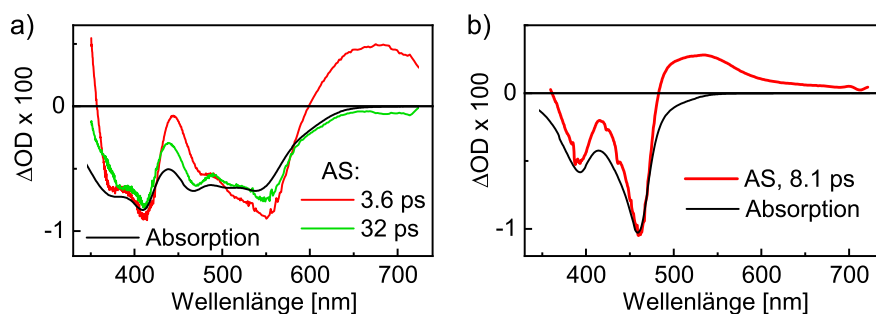 a)
ΔOD x 100
0
-1
AS:
3.6 ps
32 ps
Absorption
400 500 600 700
Wellenlänge [nm]
b)
ΔOD x 100
0
-1
AS, 8.1 ps
Absorption
400 500 600 700
Wellenlänge [nm]